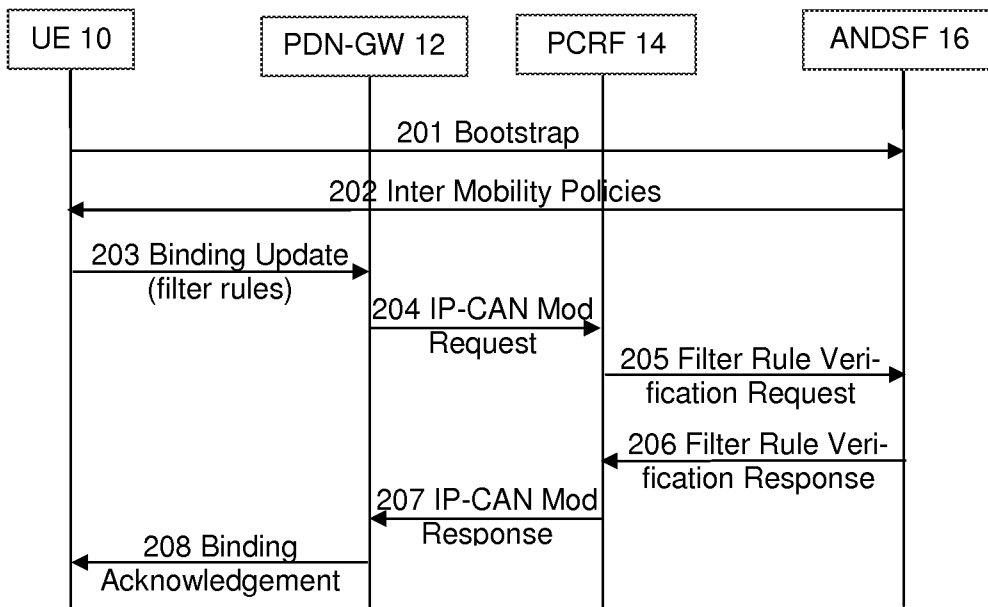 UE 10
PDN-GW 12
PCRF 14
ANDSF 16
201 Bootstrap
202 Inter Mobility Policies
203 Binding Update
(filter rules)
204 IP-CAN Mod
Request
205 Filter Rule Veri-
fication Request
206 Filter Rule Veri-
fication Response
207 IP-CAN Mod
Response
208 Binding
Acknowledgement